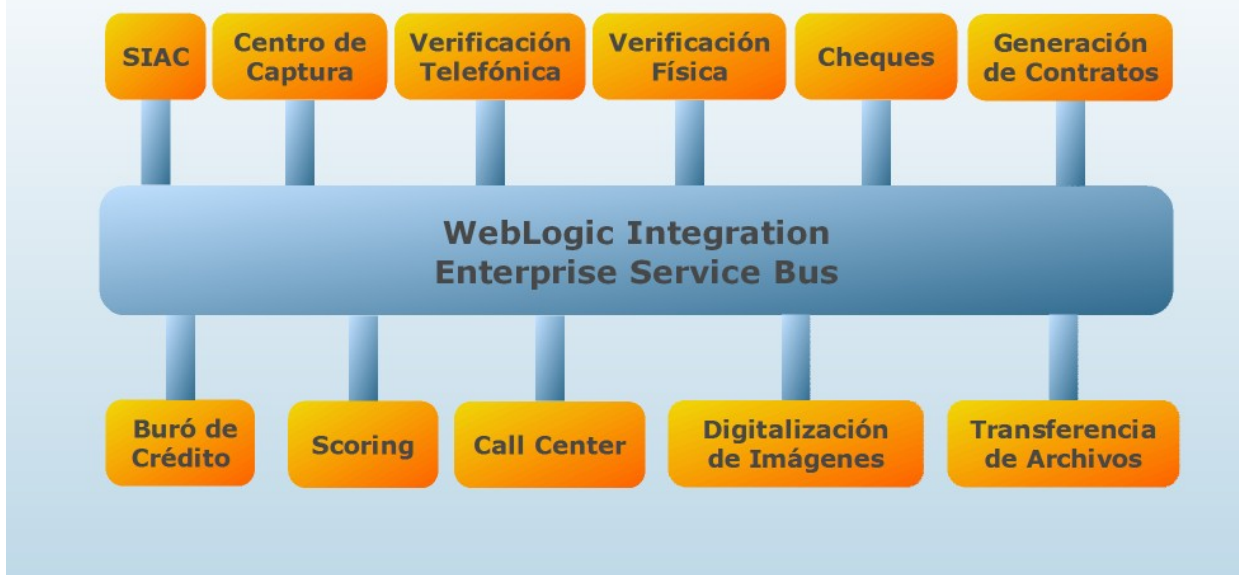 SIAC
Centro de
Captura
Verificación
Telefónica
Verificación
Física
Cheques
Generación
de Contratos
WebLogic Integration
Enterprise Service Bus
Buró de
Crédito
Scoring
Call Center
Digitalización
de Imágenes
Transferencia
de Archivos